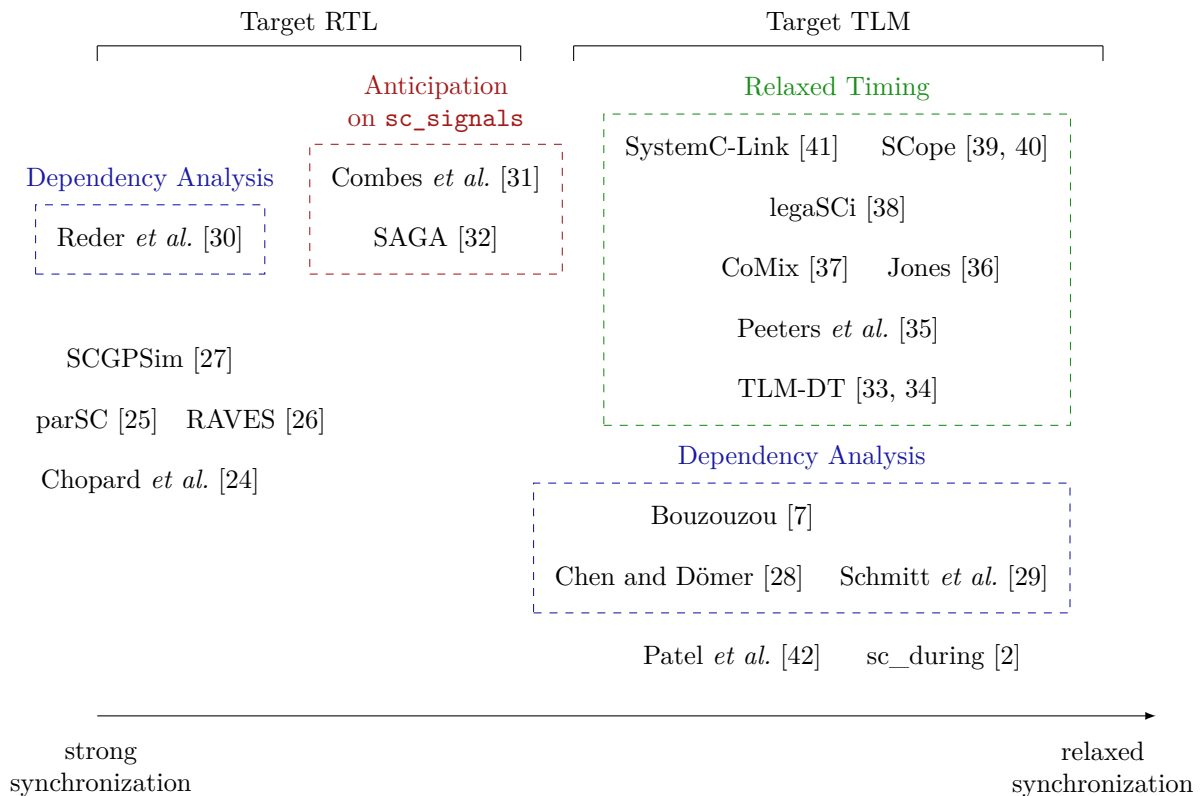 Target RTL
Target TLM
Anticipation
on sc_signals
Relaxed Timing
SystemC-Link [41] SCope [39, 40]
Dependency Analysis
Combes et al. [31]
legaSCi [38]
Reder et al. [30]
SAGA [32]
CoMix [37] Jones [36]
Peeters et al. [35]
SCGPSim [27]
TLM-DT [33, 34]
parSC [25] RAVES [26]
Dependency Analysis
Chopard et al. [24]
Bouzouzou [7]
Chen and Dömer [28] Schmitt et al. [29]
Patel et al. [42] sc_during [2]
strong
synchronization
relaxed
synchronization